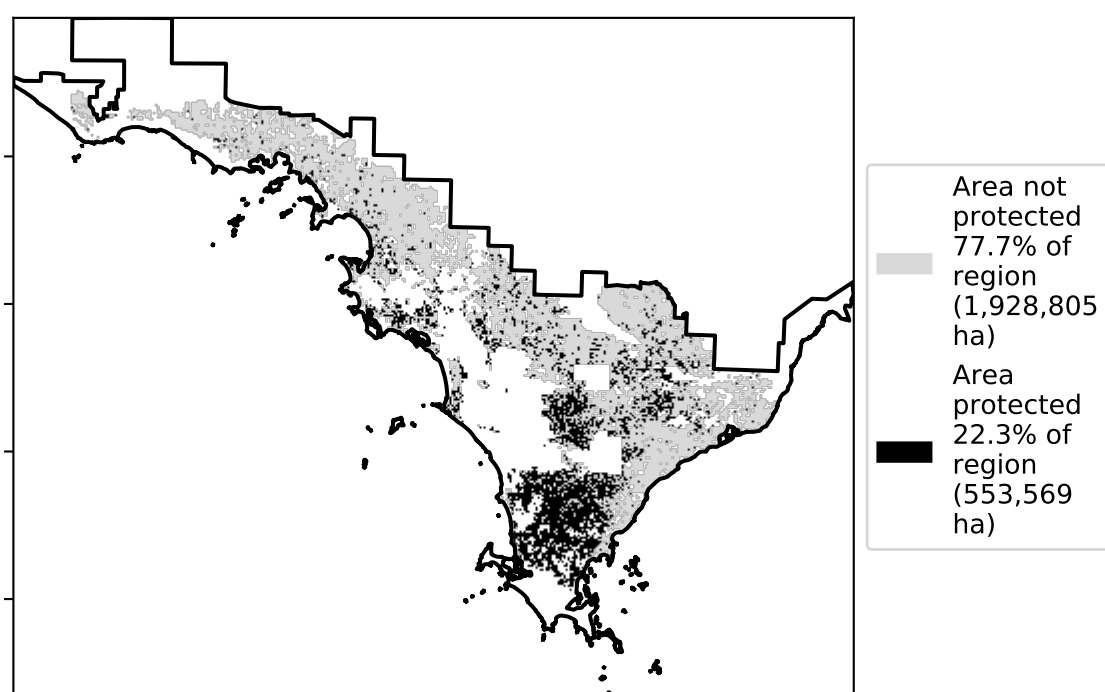 Area not
protected
77.7% of
region
(1,928,805
ha)
Area
protected
22.3% of
region
(553,569
ha)